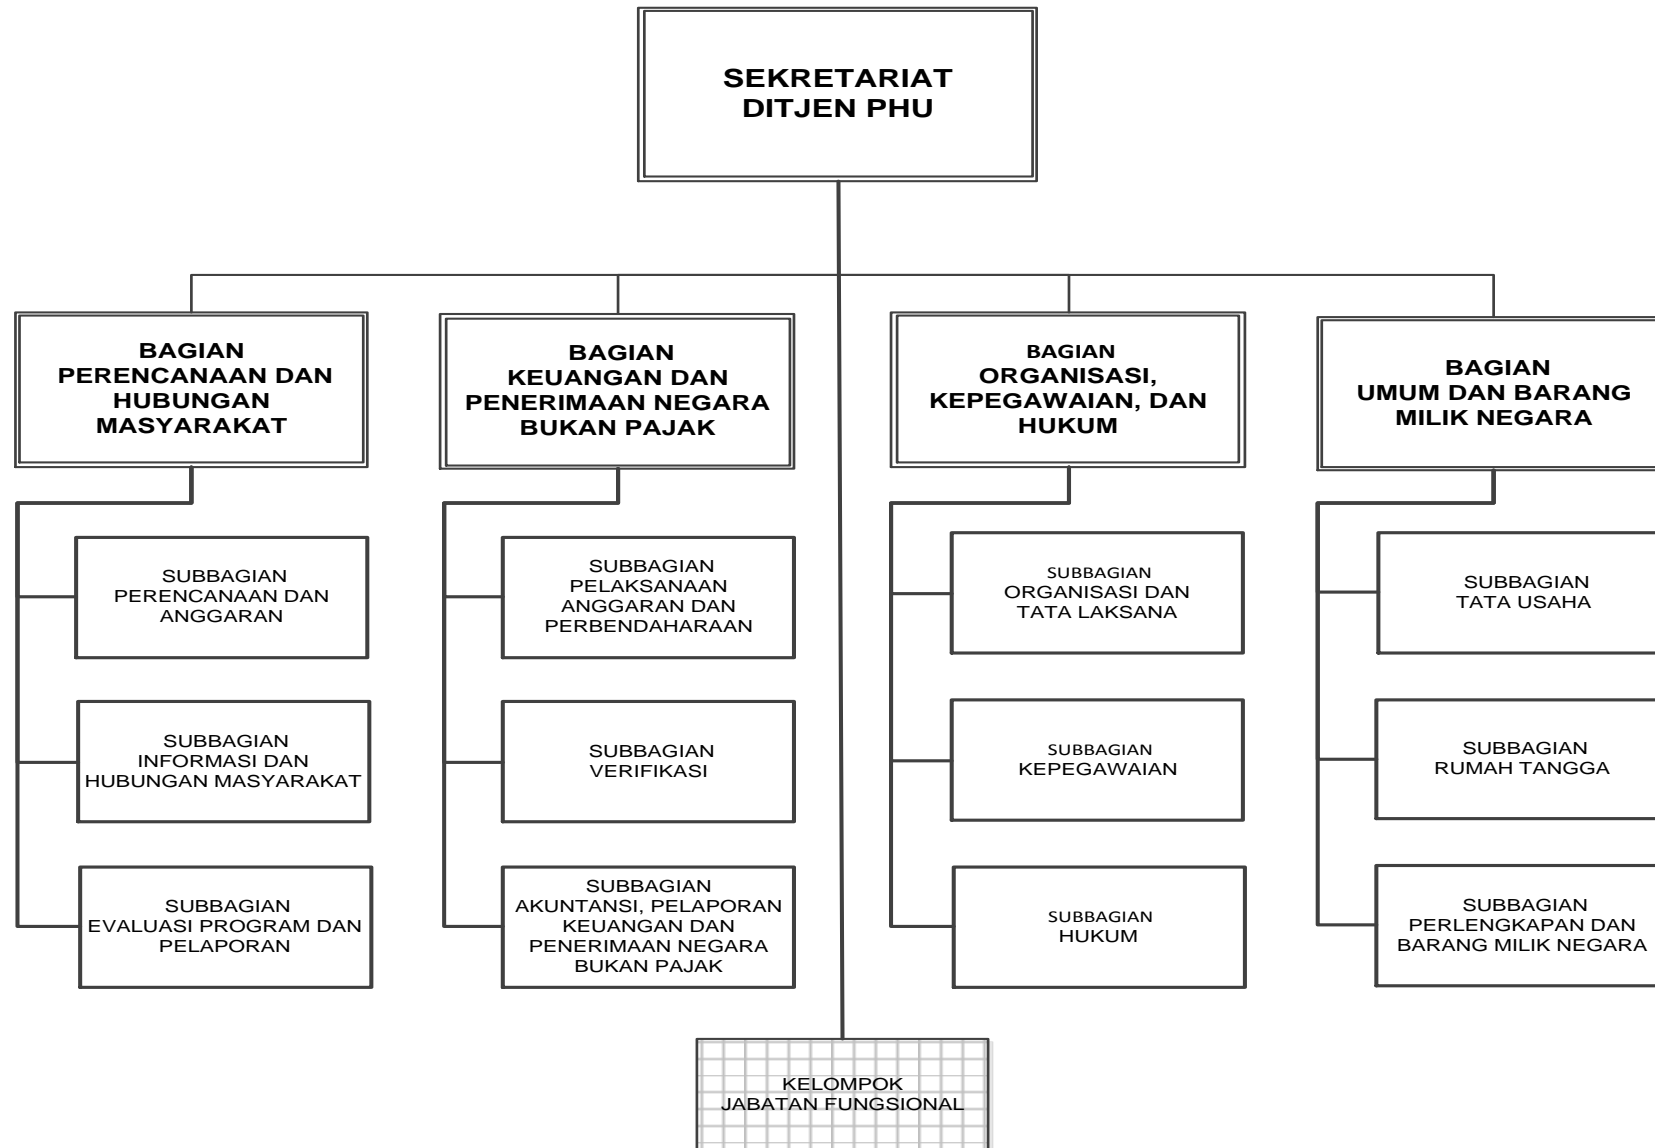 SEKRETARIAT
DITJEN PHU
BAGIAN
PERENCANAAN DAN
HUBUNGAN
MASYARAKAT
BAGIAN
KEUANGAN DAN
PENERIMAAN NEGARA
BUKAN PAJAK
BAGIAN
ORGANISASI,
KEPEGAWAIAN, DAN
HUKUM
BAGIAN
UMUM DAN BARANG
MILIK NEGARA
SUBBAGIAN
PERENCANAAN DAN
ANGGARAN
SUBBAGIAN
PELAKSANAAN
ANGGARAN DAN
PERBENDAHARAAN
SUBBAGIAN
ORGANISASI DAN
TATA LAKSANA
SUBBAGIAN
TATA USAHA
SUBBAGIAN
INFORMASI DAN
HUBUNGAN MASYARAKAT
SUBBAGIAN
VERIFIKASI
SUBBAGIAN
KEPEGAWAIAN
SUBBAGIAN
RUMAH TANGGA
SUBBAGIAN
EVALUASI PROGRAM DAN
PELAPORAN
SUBBAGIAN
AKUNTANSI, PELAPORAN
KEUANGAN DAN
PENERIMAAN NEGARA
BUKAN PAJAK
SUBBAGIAN
HUKUM
SUBBAGIAN
PERLENGKAPAN DAN
BARANG MILIK NEGARA
KELOMPOK
JABATAN FUNGSIONAL